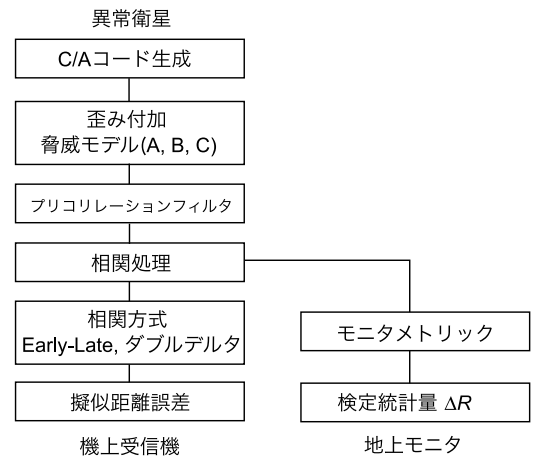 異常衛星
C/Aコード生成
歪み付加
脅威モデル(A, B, C)
プリコリレーションフィルタ
相関処理
相関方式
Early-Late, ダブルデルタ
擬似距離誤差
機上受信機
モニタメトリック
検定統計量 ΔR
地上モニタ